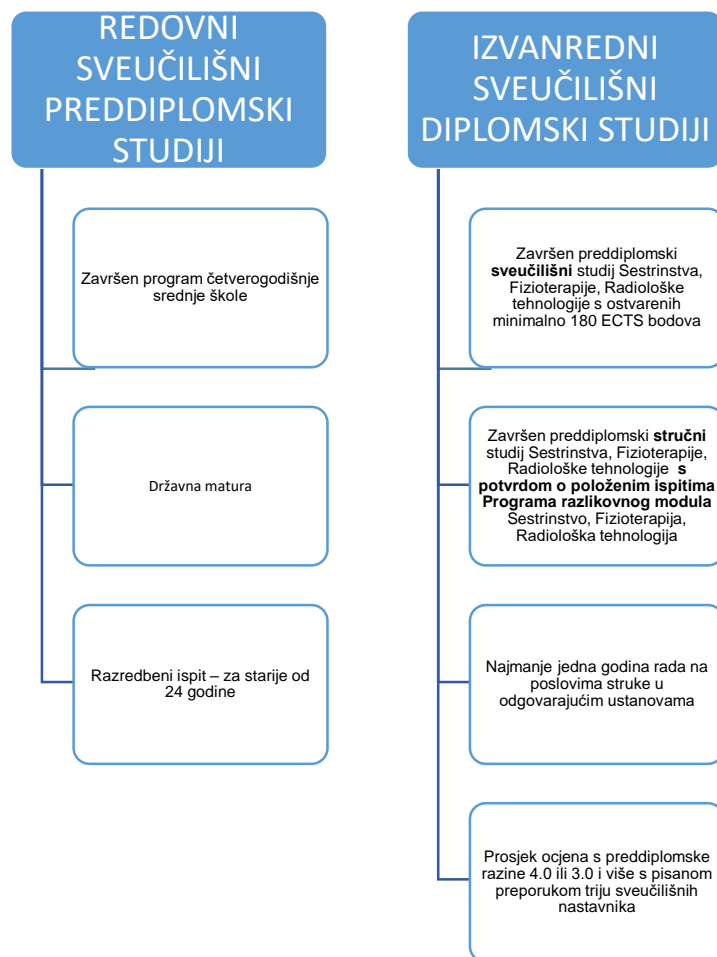 REDOVNI
SVEUČILIŠNI
PREDDIPLOMSKI
STUDIJI
Završen program četverogodišnje
srednje škole
Državna matura
Razredbeni ispit – za starije od
24 godine
IZVANREDNI
SVEUČILIŠNI
DIPLOMSKI STUDIJI
Završen preddiplomski
sveučilišni studij Sestrinstva,
Fizioterapije, Radiološke
tehnologije s ostvarenih
minimalno 180 ECTS bodova
Završen preddiplomski stručni
studij Sestrinstva, Fizioterapije,
Radiološke tehnologije s
potvrdom o položenim ispitima
Programa razlikovnog modula
Sestrinstvo, Fizioterapija,
Radiološka tehnologija
Najmanje jedna godina rada na
poslovima struke u
odgovarajućim ustanovama
Prosjek ocjena s preddiplomske
razine 4.0 ili 3.0 i više s pisanom
preporukom triju sveučilišnih
nastavnika